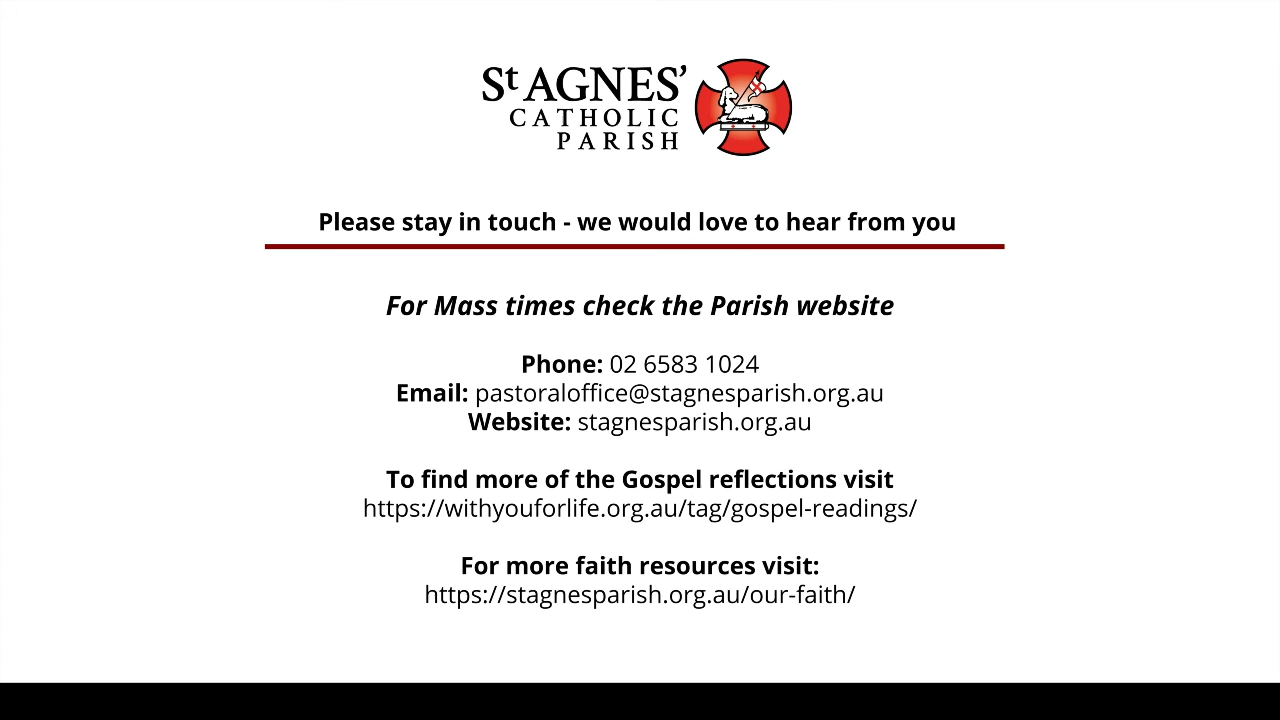 St AGNES’
CATHOLIC
PARISH
Please stay in touch - we would love to hear from you
For Mass times check the Parish website
Phone: 02 6583 1024
Email: pastoraloffice@stagnesparish.org.au
Website: stagnesparish.org.au
To find more of the Gospel reflections visit
https://withyouforlife.org.au/tag/gospel-readings/
For more faith resources visit:
https://stagnesparish.org.au/our-faith/